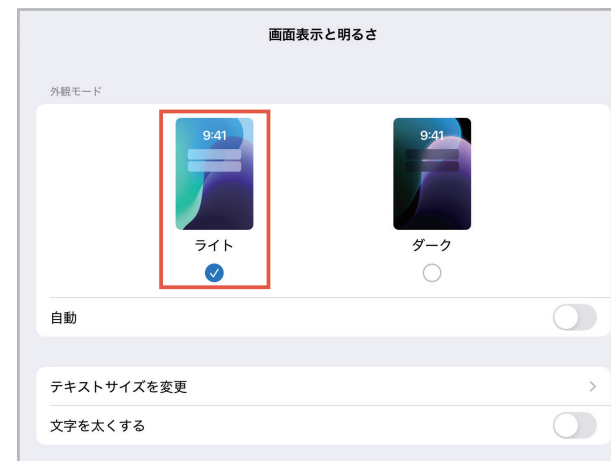 画面表示と明るさ
外観モード
9:41
9:41
ライト
ダーク
自動
テキストサイズを変更
文字を太くする